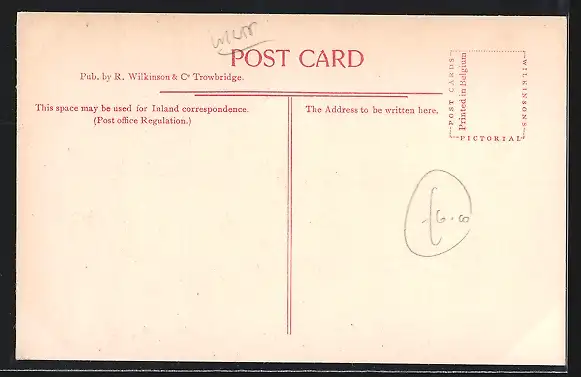 POST CARD
Pub. by R. Wilkinson & Co Trowbridge.
This space may be used for Inland correspondence.
(Post office Regulation.)
The Address to be written here.
POST CARDS
Printed in Belgium
WILKINSONS
PICTORIAL